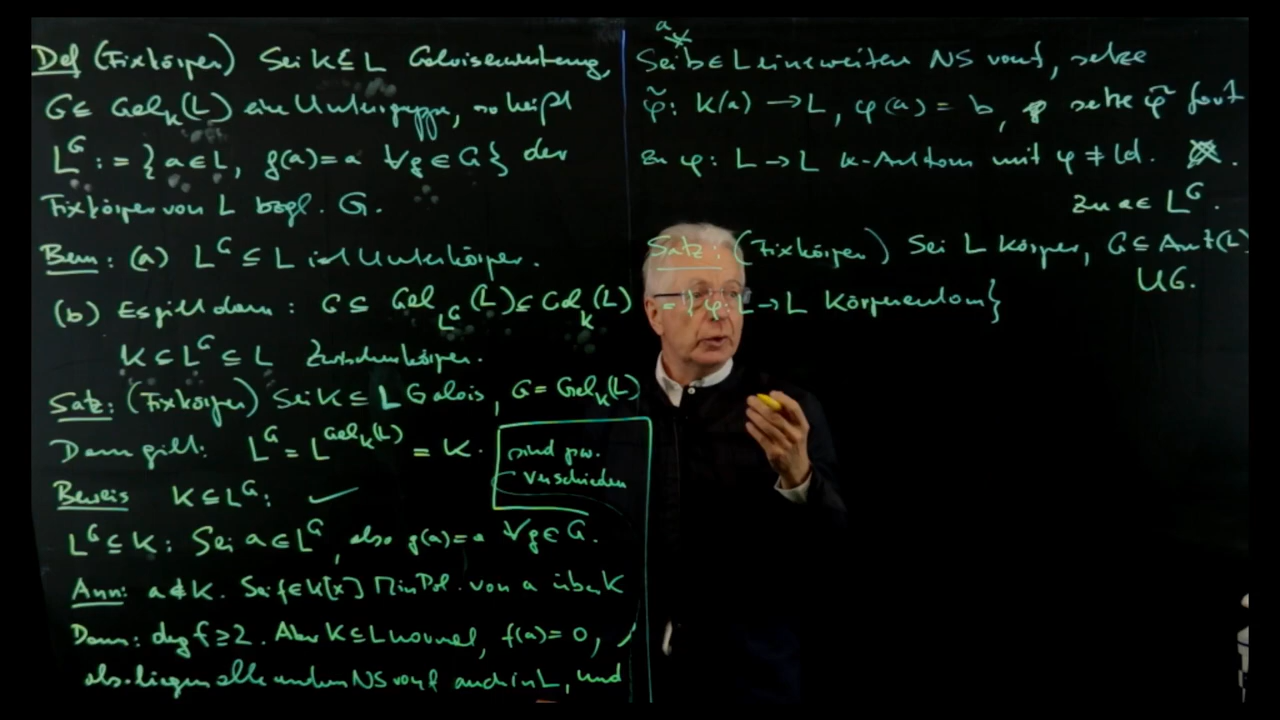 Def (Fixkörper) Sei K ⊆ L Galoiserweiterung,
G ⊆ Gal_K(L) eine Untergruppe, so heißt
L^G := { a ∈ L, g(a) = a ∀g ∈ G } der
Fixkörper von L bzgl. G.
Bem: (a) L^G ⊆ L ist Unterkörper.
(b) Es gilt dann: G ⊆ Gal_{L^G}(L) ⊆ Gal_K(L)
K ⊆ L^G ⊆ L Zwischenkörper.
Satz: (Fixkörper) Sei K ⊆ L Galois, G = Gal_K(L)
Dann gilt: L^G = L^{Gal_K(L)} = K.
Beweis K ⊆ L^G: ✓
L^G ⊆ K: Sei a ∈ L^G, also g(a) = a ∀g ∈ G.
Ann: a ∉ K. Sei f ∈ K[x] MinPol. von a über K
Dann: deg f ≥ 2. Aber K ⊆ L normal, f(a) = 0,
also liegen alle anderen NS von f auch in L, und
sind pw.
verschieden
a ≠
Sei b ∈ L eine weitere NS von f, setze
φ̃: K(a) → L, φ(a) = b, setze φ̃ fort
zu φ: L → L K-Autom mit φ ≠ Id.
zu a ∈ L^G.
Satz: (Fixkörper) Sei L Körper, G ⊆ Aut(L)
UG.
= {φ: L → L Körperautom}